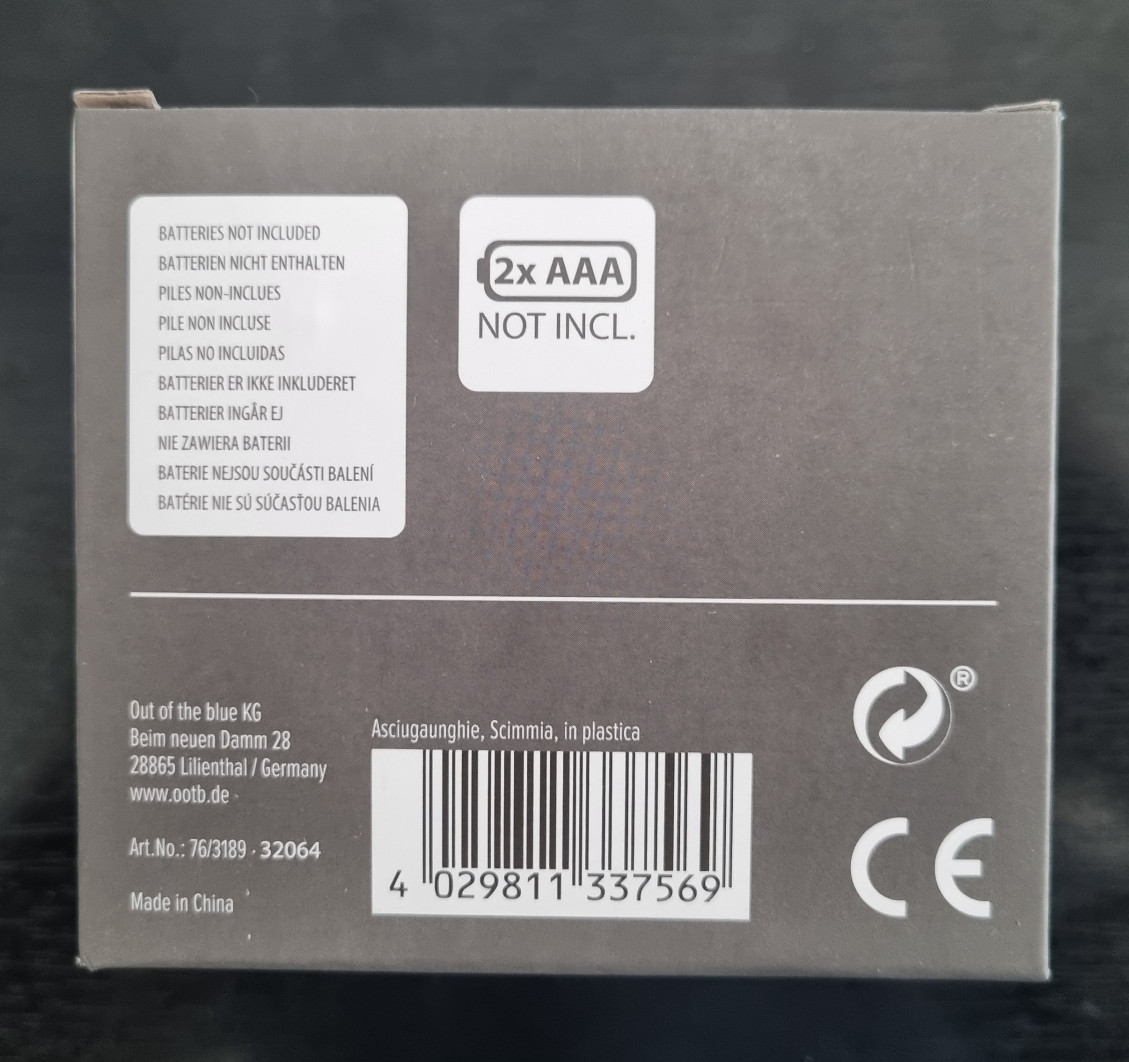 BATTERIES NOT INCLUDED
BATTERIEN NICHT ENTHALTEN
PILES NON-INCLUES
PILE NON INCLUSE
PILAS NO INCLUIDAS
BATTERIER ER IKKE INKLUDERET
BATTERIER INGÅR EJ
NIE ZAWIERA BATERII
BATERIE NEJSOU SOUČÁSTI BALENÍ
BATÉRIE NIE SÚ SÚČASŤOU BALENIA
2x AAA
NOT INCL.
Out of the blue KG
Beim neuen Damm 28
28865 Lilienthal / Germany
www.ootb.de
Art.No.: 76/3189 · 32064
Made in China
Asciugaunghie, Scimmia, in plastica
4 029811 337569
®
CE